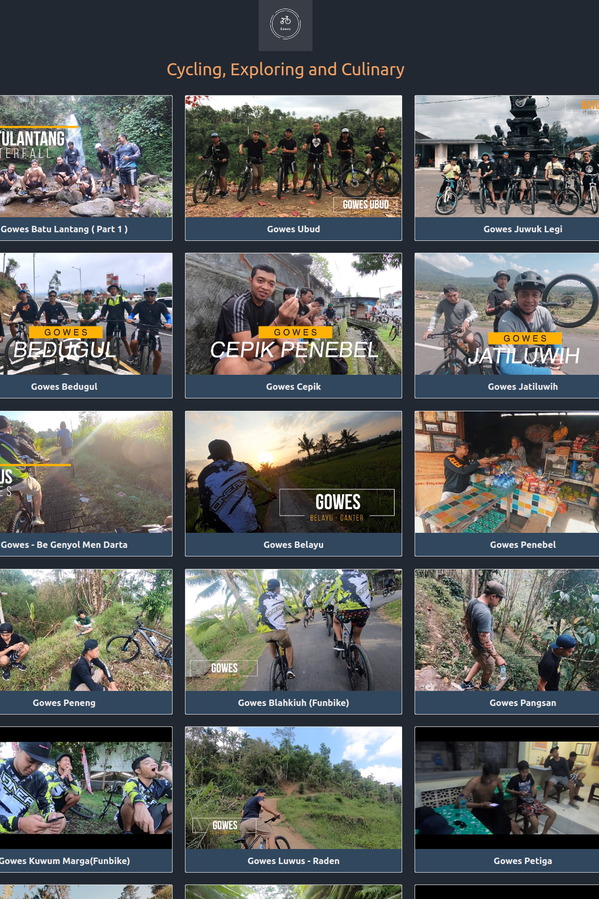 Gowes
Cycling, Exploring and Culinary
TULANTANG
TERFALL
GOWES UBUD
Gowes Batu Lantang ( Part 1 )
Gowes Ubud
Gowes Juwuk Legi
GOWES
BEDUGUL
GOWES
CEPIK PENEBEL
GOWES
JATILUWIH
Gowes Bedugul
Gowes Cepik
Gowes Jatiluwih
US
GOWES
BELAYU - CANTER
Gowes - Be Genyol Men Darta
Gowes Belayu
Gowes Penebel
GOWES
Gowes Peneng
Gowes Blahkiuh (Funbike)
Gowes Pangsan
GOWES
Gowes Kuwum Marga(Funbike)
Gowes Luwus - Raden
Gowes Petiga